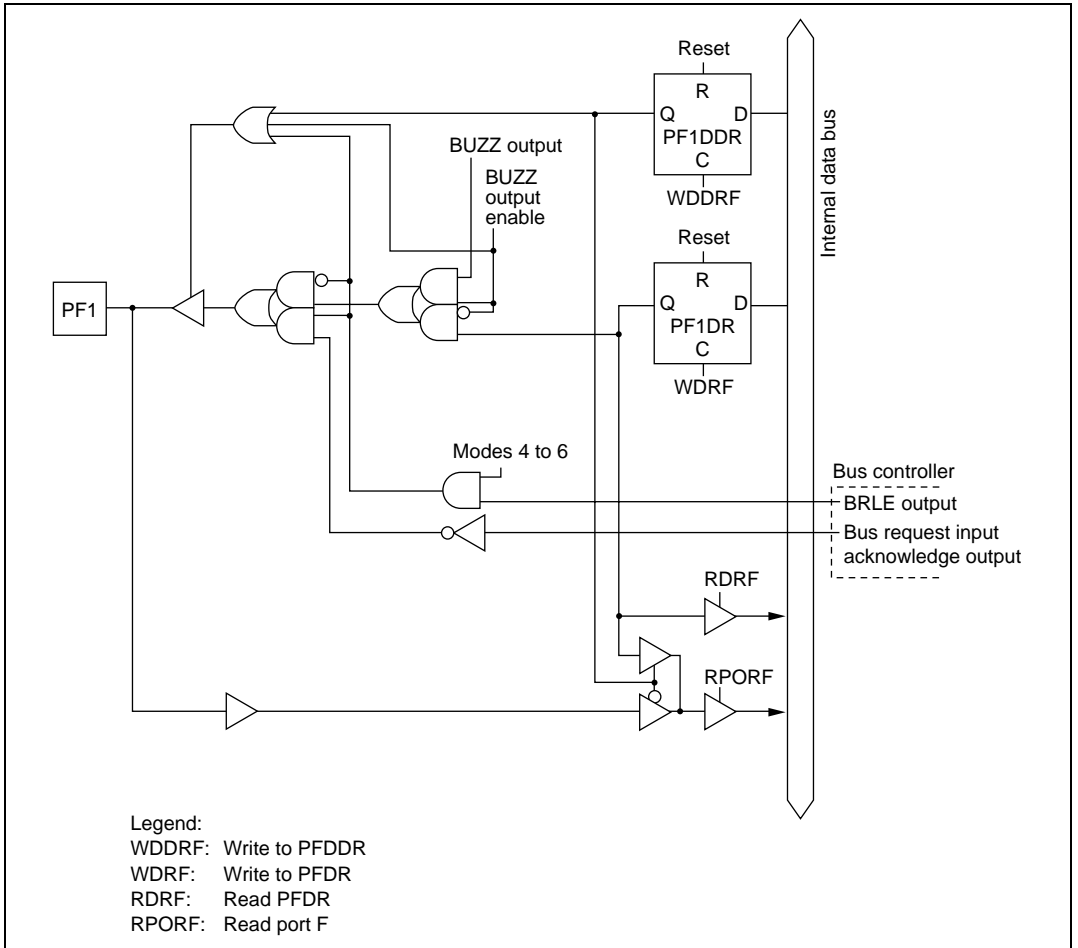 Reset
R
Q D
PF1DDR
C
WDDRF
BUZZ output
BUZZ
output
enable
Internal data bus
Reset
R
Q D
PF1DR
C
WDRF
PF1
Modes 4 to 6
Bus controller
BRLE output
Bus request input
acknowledge output
RDRF
RPORF
Legend:
WDDRF: Write to PFDDR
WDRF: Write to PFDR
RDRF: Read PFDR
RPORF: Read port F